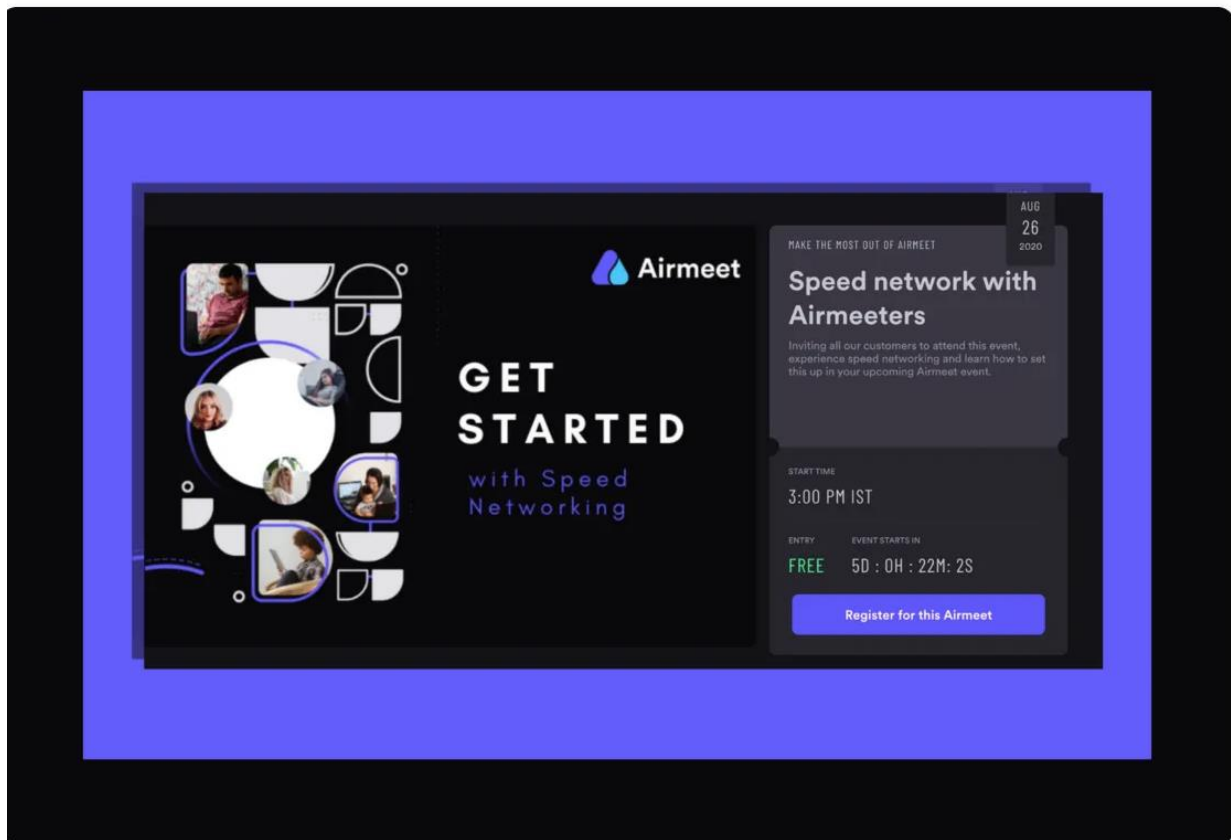 Airmeet
GET
STARTED
with Speed
Networking
AUG
26
2020
MAKE THE MOST OUT OF AIRMEET
Speed network with
Airmeeters
Inviting all our customers to attend this event,
experience speed networking and learn how to set
this up in your upcoming Airmeet event.
START TIME
3:00 PM IST
ENTRY
EVENT STARTS IN
FREE
5D : 0H : 22M: 2S
Register for this Airmeet